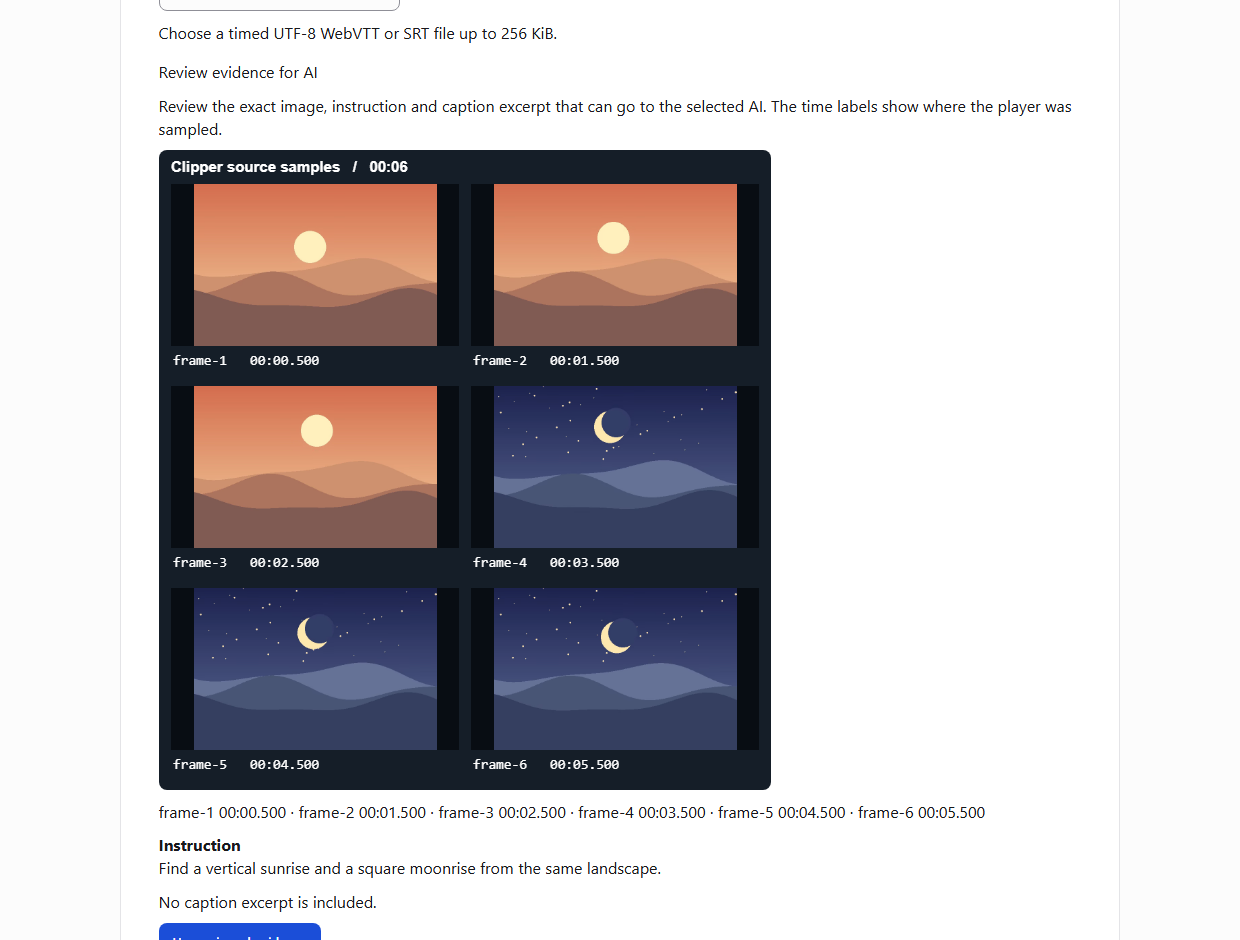 Choose a timed UTF-8 WebVTT or SRT file up to 256 KiB.
Review evidence for AI
Review the exact image, instruction and caption excerpt that can go to the selected AI. The time labels show where the player was
sampled.
Clipper source samples / 00:06
frame-1 00:00.500
frame-2 00:01.500
frame-3 00:02.500
frame-4 00:03.500
frame-5 00:04.500
frame-6 00:05.500
frame-1 00:00.500 · frame-2 00:01.500 · frame-3 00:02.500 · frame-4 00:03.500 · frame-5 00:04.500 · frame-6 00:05.500
Instruction
Find a vertical sunrise and a square moonrise from the same landscape.
No caption excerpt is included.